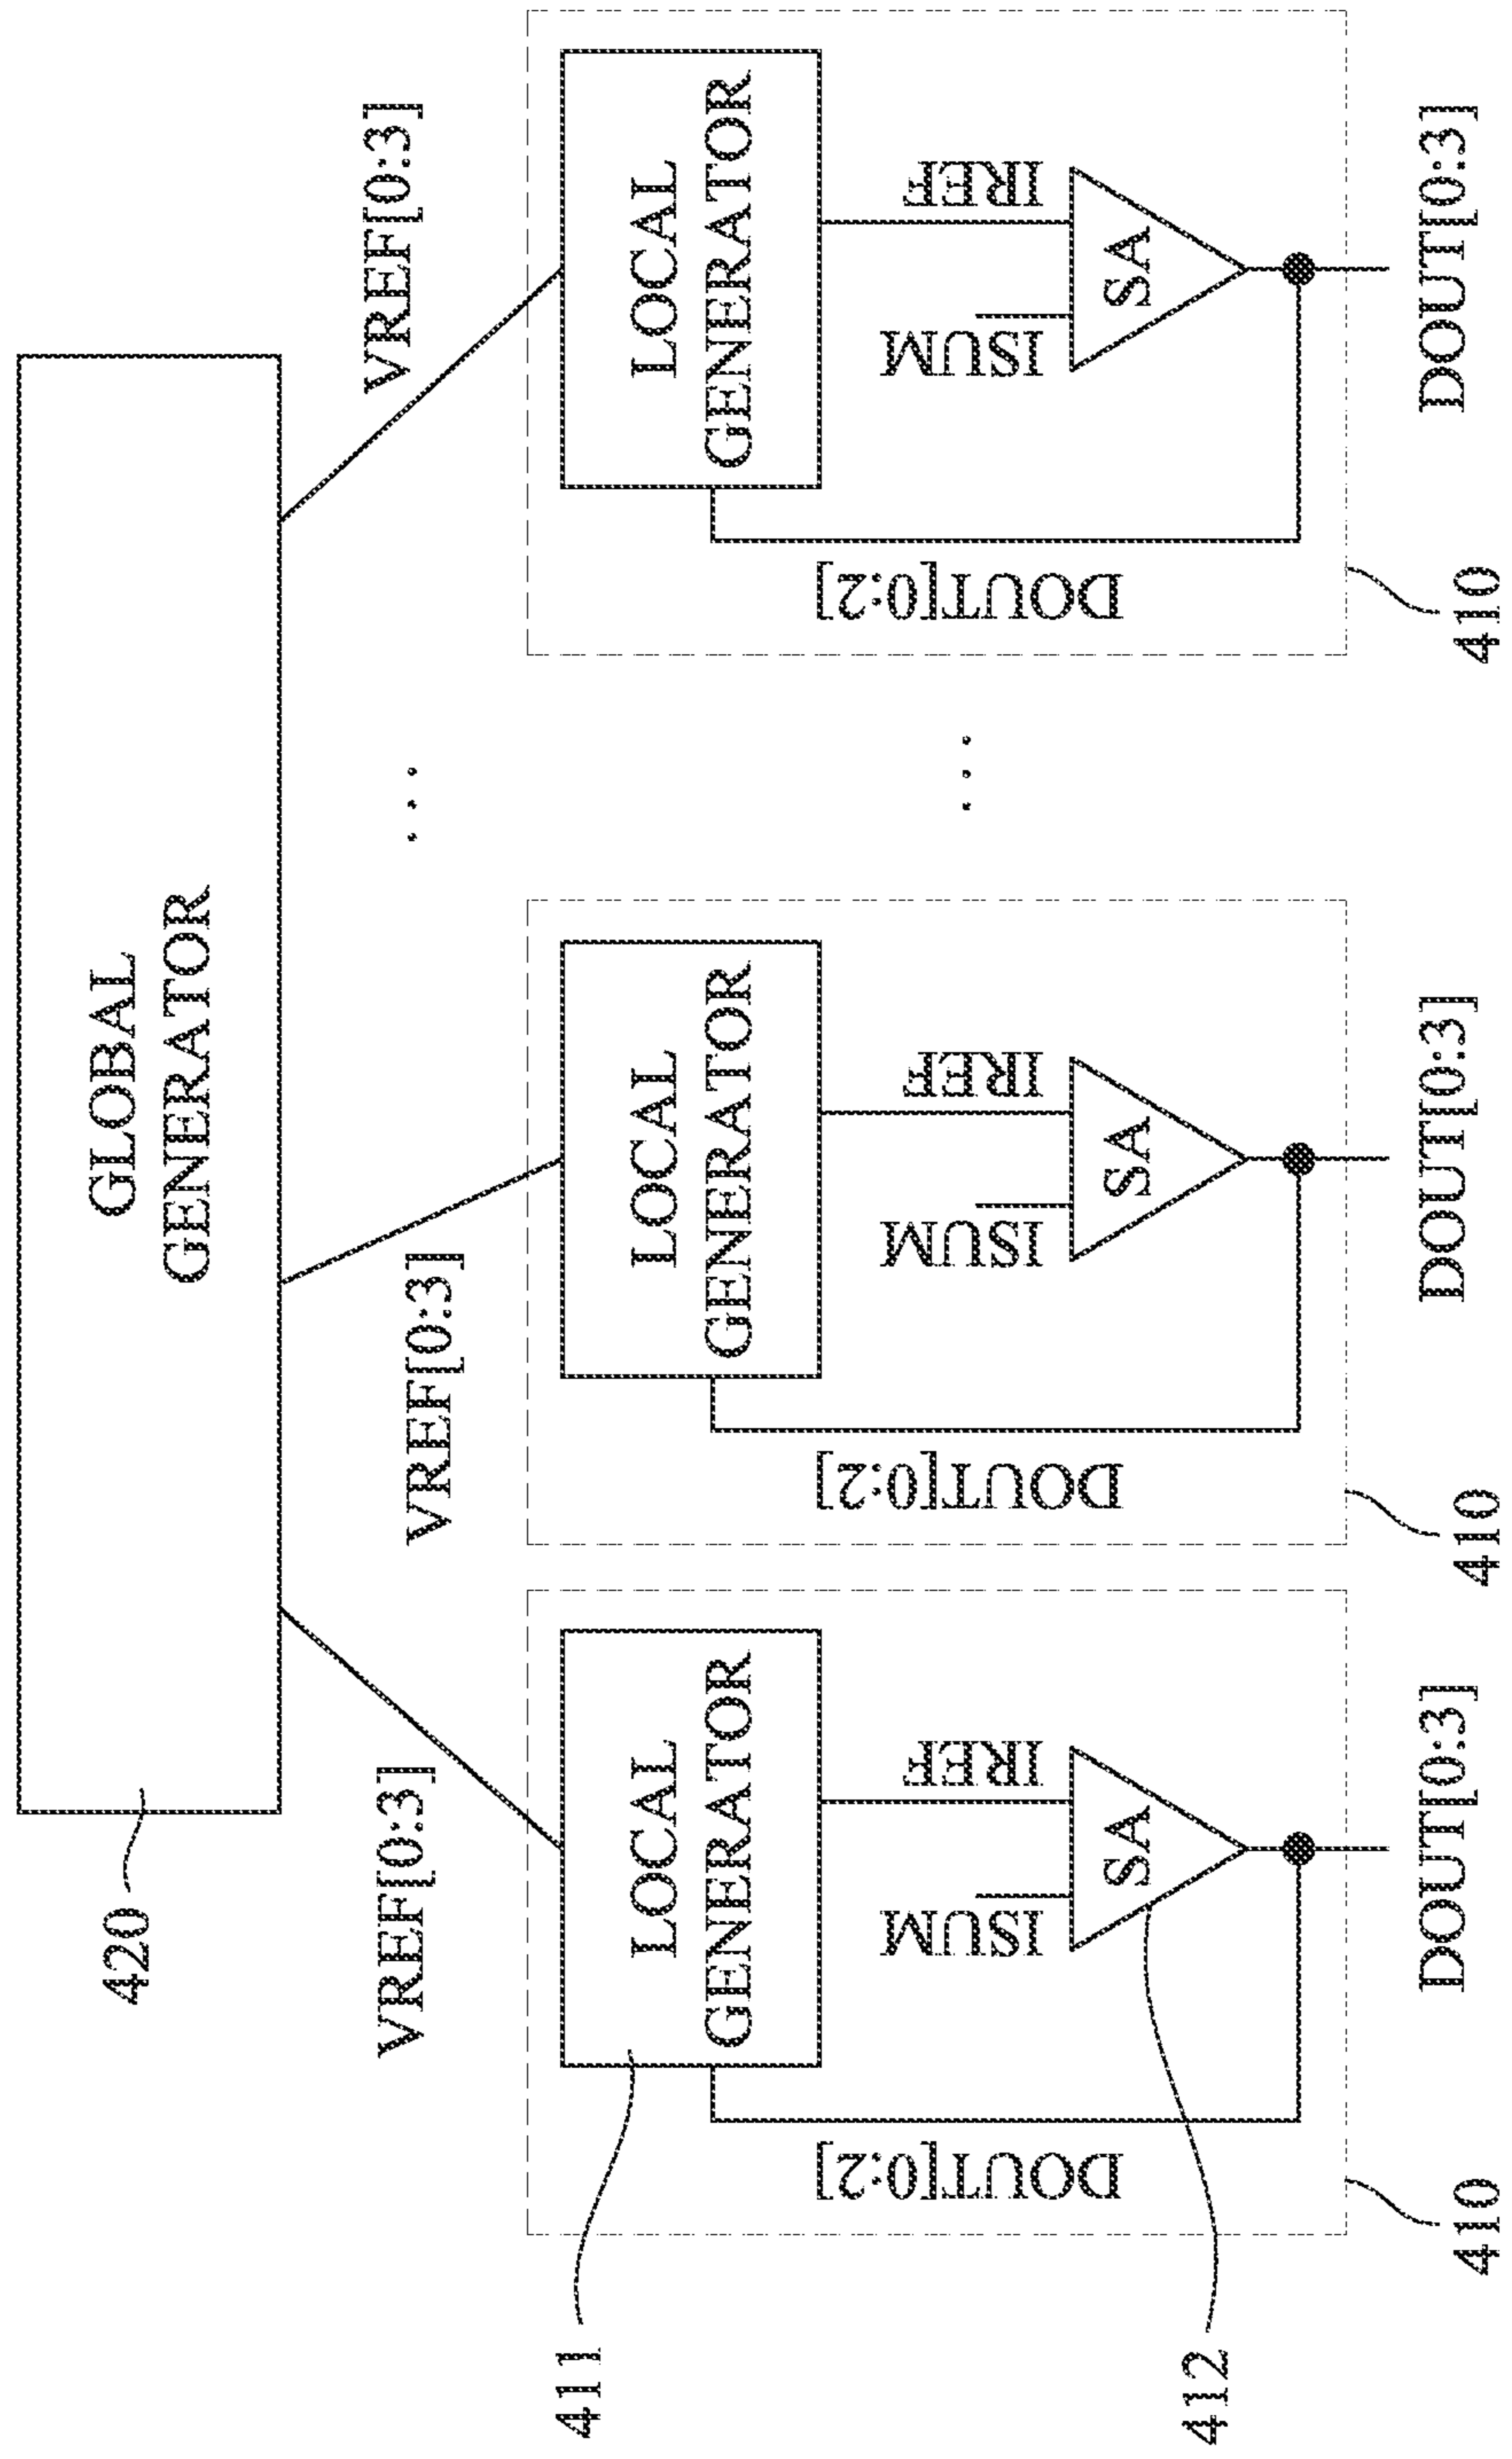 420
GLOBAL
GENERATOR
VREF[0:3]
VREF[0:3]
VREF[0:3]
411
LOCAL
GENERATOR
LOCAL
GENERATOR
LOCAL
GENERATOR
DOUT[0:2]
ISUM
IREF
DOUT[0:2]
ISUM
IREF
DOUT[0:2]
ISUM
IREF
412
SA
SA
SA
DOUT[0:3]
DOUT[0:3]
DOUT[0:3]
410
410
410